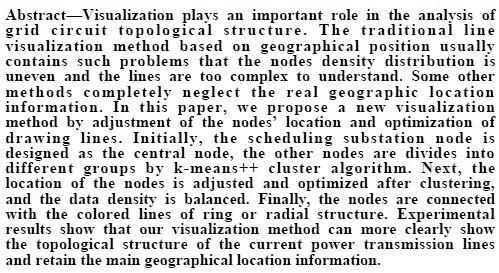 Abstract—Visualization plays an important role in the analysis of
grid circuit topological structure. The traditional line
visualization method based on geographical position usually
contains such problems that the nodes density distribution is
uneven and the lines are too complex to understand. Some other
methods completely neglect the real geographic location
information. In this paper, we propose a new visualization
method by adjustment of the nodes’ location and optimization of
drawing lines. Initially, the scheduling substation node is
designed as the central node, the other nodes are divides into
different groups by k-means++ cluster algorithm. Next, the
location of the nodes is adjusted and optimized after clustering,
and the data density is balanced. Finally, the nodes are connected
with the colored lines of ring or radial structure. Experimental
results show that our visualization method can more clearly show
the topological structure of the current power transmission lines
and retain the main geographical location information.